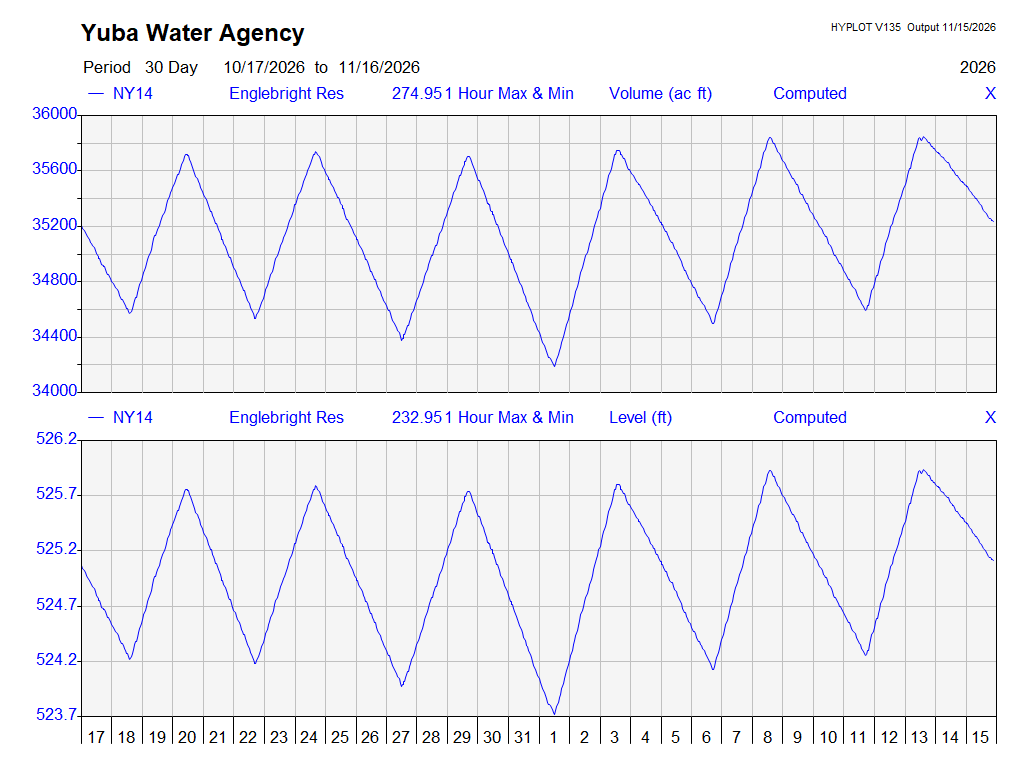 Yuba Water Agency
HYPLOT V135 Output 11/15/2026
Period 30 Day 10/17/2026 to 11/16/2026 2026
NY14 Englebright Res 274.951 Hour Max & Min Volume (ac ft) Computed X
36000
35600
35200
34800
34400
34000
NY14 Englebright Res 232.951 Hour Max & Min Level (ft) Computed X
526.2
525.7
525.2
524.7
524.2
523.7
17 18 19 20 21 22 23 24 25 26 27 28 29 30 31 1 2 3 4 5 6 7 8 9 10 11 12 13 14 15